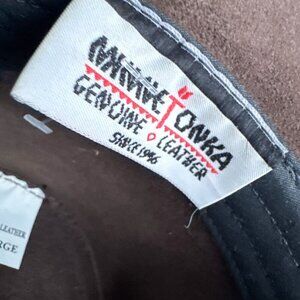 MINNETONKA
GENUINE LEATHER
SINCE 1946
LEATHER
RGE